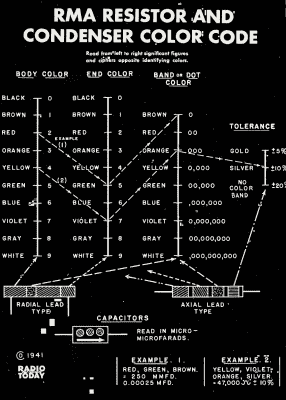 RMA RESISTOR AND
CONDENSER COLOR CODE
Read from left to right significant figures
and ciphers opposite identifying colors.
BODY COLOR END COLOR BAND OR DOT
COLOR
BLACK 0 BLACK 0
BROWN 1 BROWN 1 BROWN 0
RED 2 RED 2 RED 00
TOLERANCE
EXAMPLE
(1)
ORANGE 3 ORANGE 3 ORANGE 000 GOLD ±5%
YELLOW 4 YELLOW 4 YELLOW 0,000 SILVER ±10%
(2)
GREEN 5 GREEN 5 GREEN 00,000 NO COLOR BAND ±20%
BLUE 6 BLUE 6 BLUE ,000,000
VIOLET 7 VIOLET 7 VIOLET 0,000,000
GRAY 8 GRAY 8 GRAY 00,000,000
WHITE 9 WHITE 9 WHITE 000,000,000
RADIAL LEAD
TYPE
AXIAL LEAD
TYPE
CAPACITORS
READ IN MICRO-
MICROFARADS.
© 1941
RADIO
TODAY
EXAMPLE 1.
RED, GREEN, BROWN.
= 250 MMFD.
0.00025 MFD.
EXAMPLE 2.
YELLOW, VIOLET,
ORANGE, SILVER.
=47,000 ± 10%